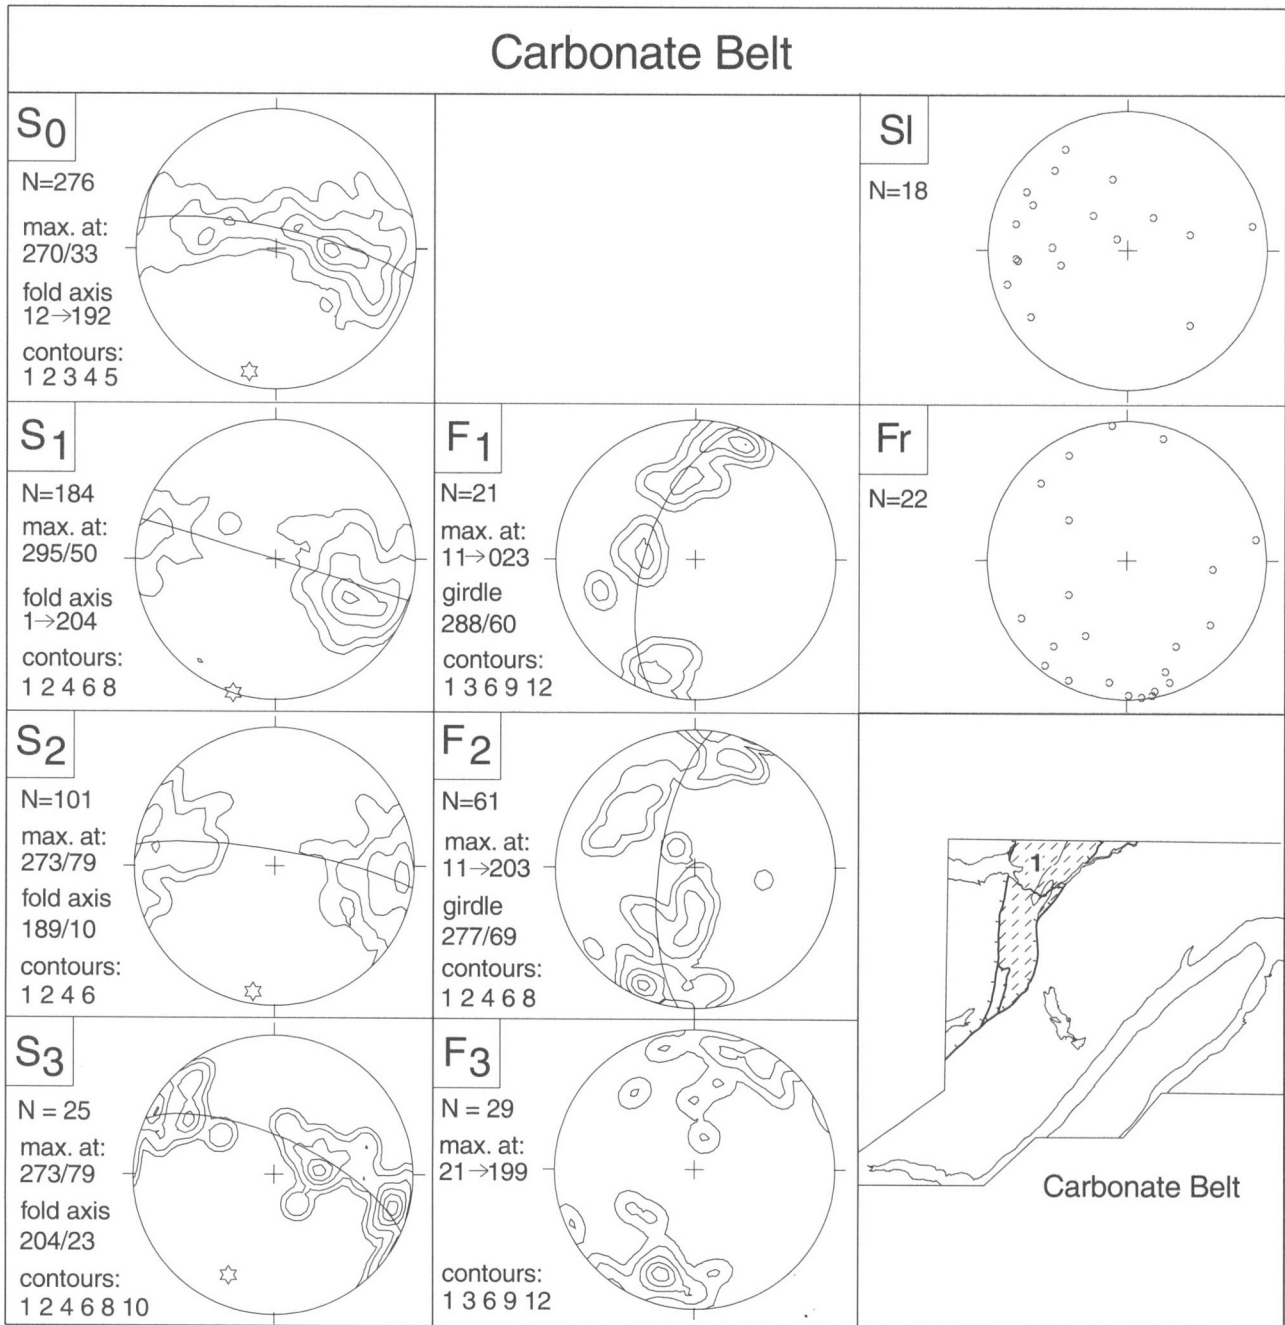 Carbonate Belt
S0
N=276
max. at:
270/33
fold axis
12→192
contours:
1 2 3 4 5
Sl
N=18
S1
N=184
max. at:
295/50
fold axis
1→204
contours:
1 2 4 6 8
F1
N=21
max. at:
11→023
girdle
288/60
contours:
1 3 6 9 12
Fr
N=22
S2
N=101
max. at:
273/79
fold axis
189/10
contours:
1 2 4 6
F2
N=61
max. at:
11→203
girdle
277/69
contours:
1 2 4 6 8
1
S3
N = 25
max. at:
273/79
fold axis
204/23
contours:
1 2 4 6 8 10
F3
N = 29
max. at:
21→199
contours:
1 3 6 9 12
Carbonate Belt